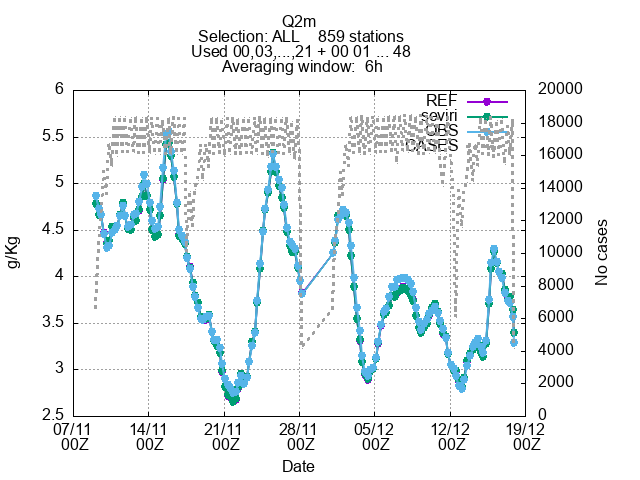 Q2m
Selection: ALL 859 stations
Used 00,03,...,21 + 00 01 ... 48
Averaging window: 6h
6
5.5
5
4.5
4
3.5
3
2.5
g/Kg
REF
seviri
OBS
CASES
20000
18000
16000
14000
12000
10000
8000
6000
4000
2000
0
No cases
07/11 14/11 21/11 28/11 05/12 12/12 19/12
00Z 00Z 00Z 00Z 00Z 00Z 00Z
Date